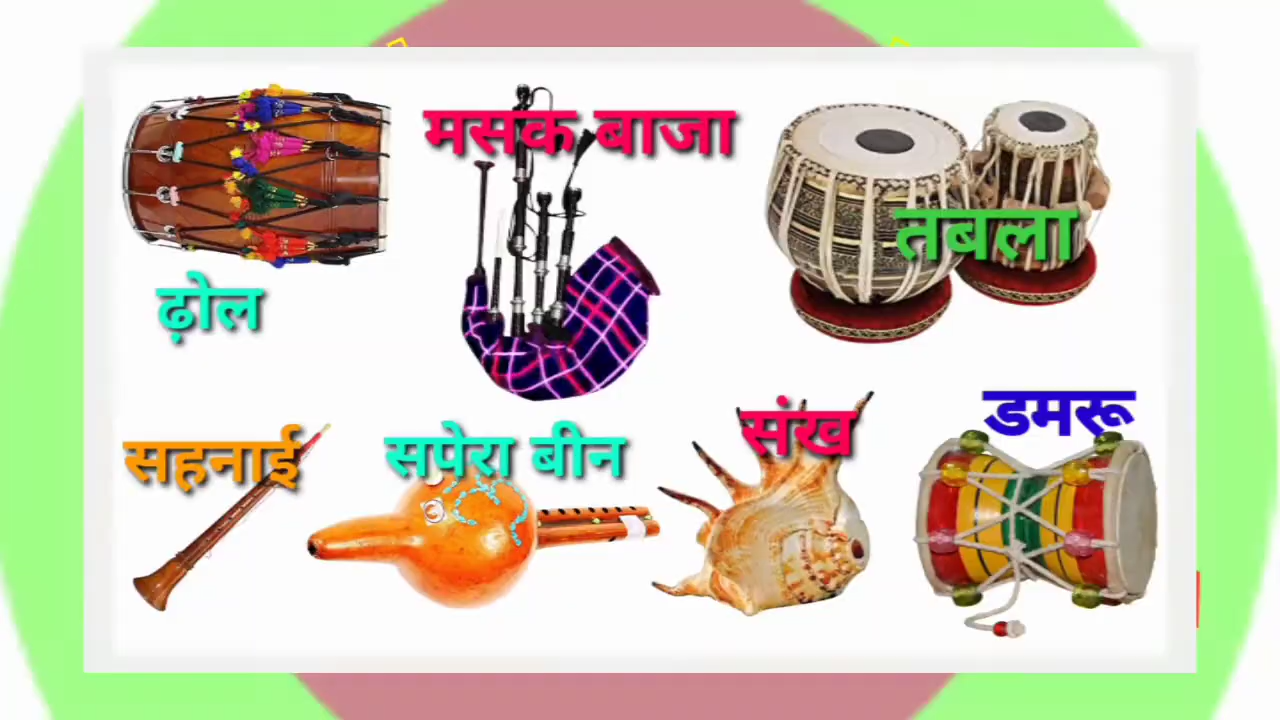 मसक बाजा
तबला
ढ़ोल
डमरू
संख
सहनाई
सपेरा बीन